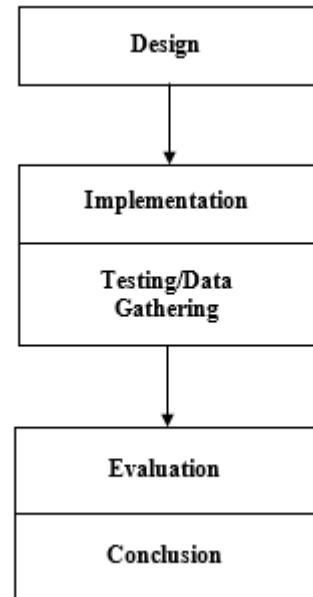 Design
Implementation
Testing/Data
Gathering
Evaluation
Conclusion